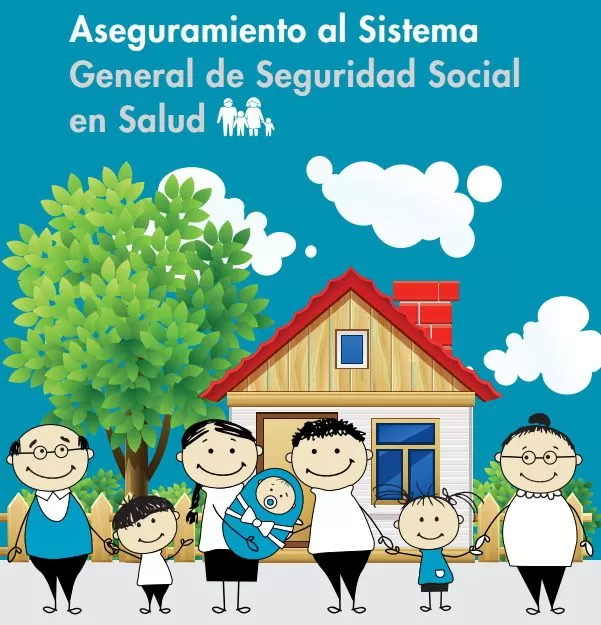 Aseguramiento al Sistema
General de Seguridad Social
en Salud